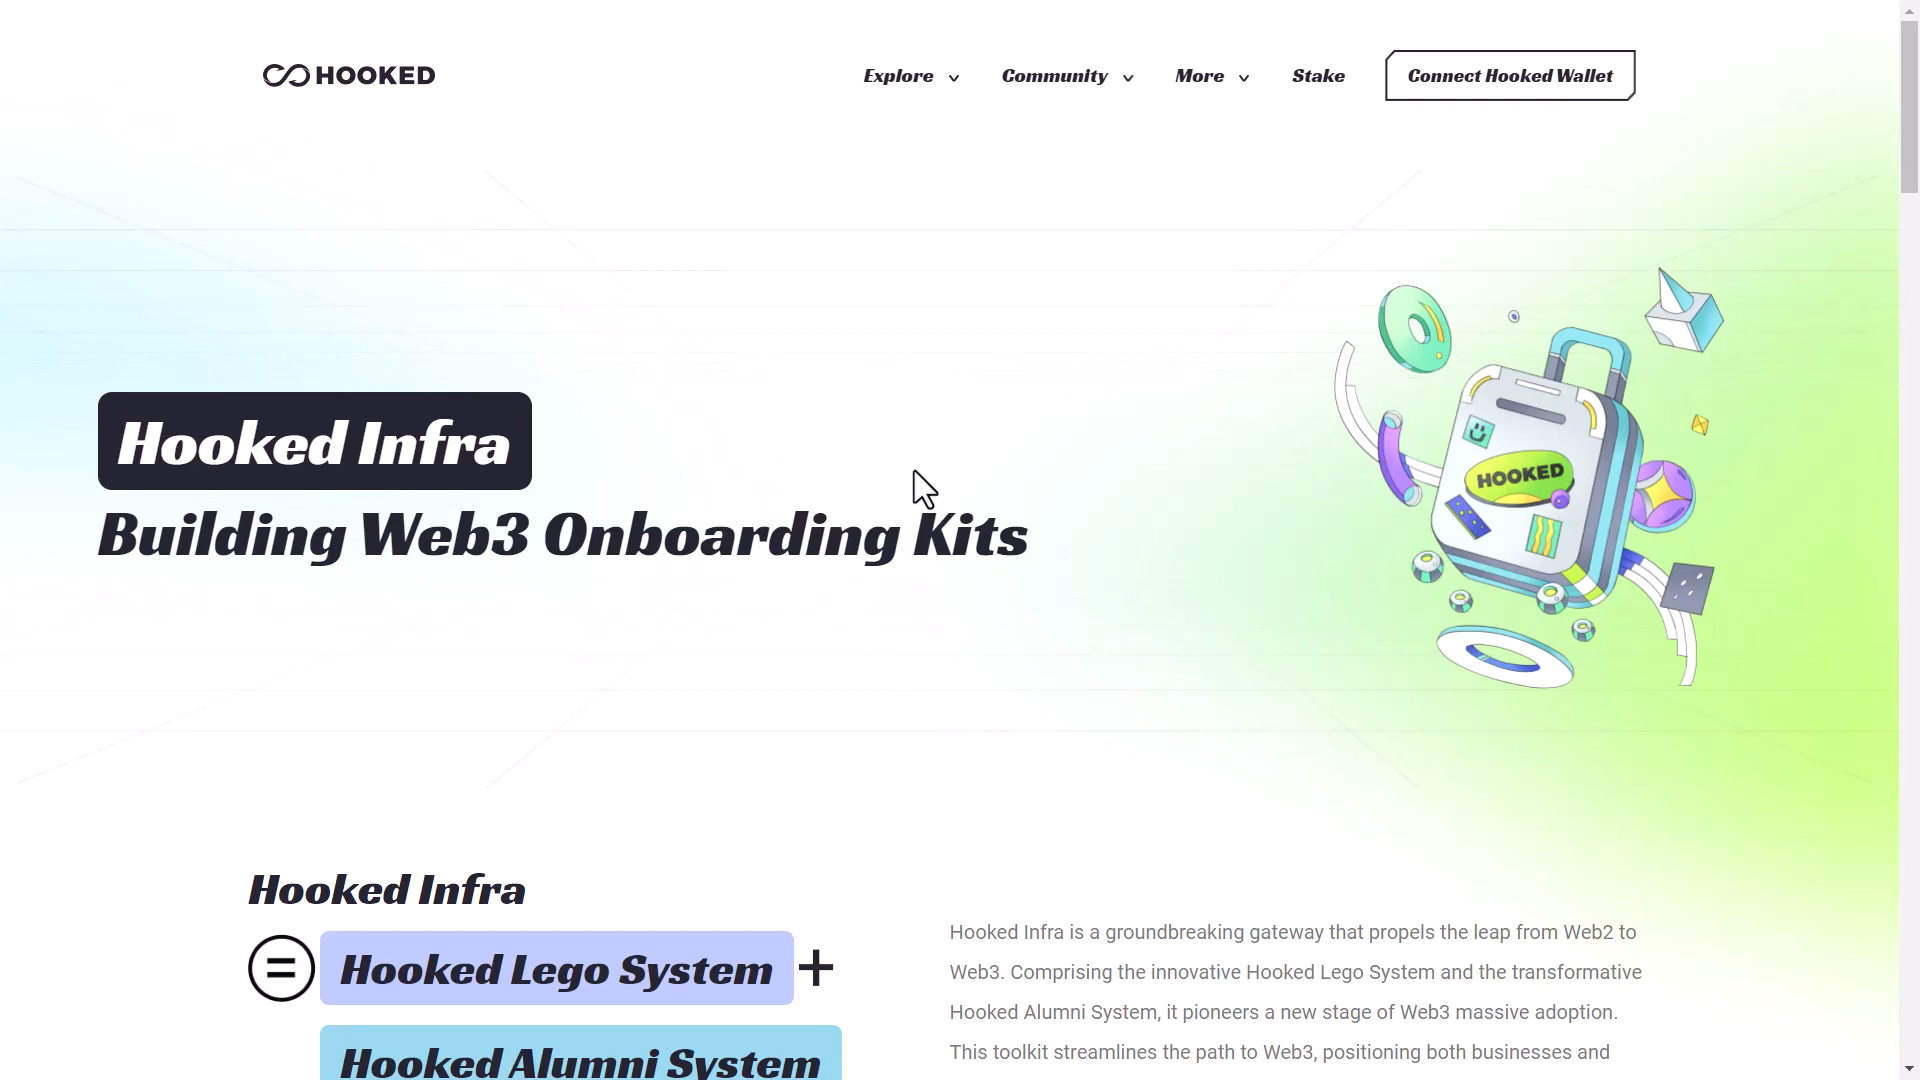 HOOKED
Explore
Community
More
Stake
Connect Hooked Wallet
Hooked Infra
Building Web3 Onboarding Kits
HOOKED
Hooked Infra
= Hooked Lego System +
Hooked Alumni System
Hooked Infra is a groundbreaking gateway that propels the leap from Web2 to
Web3. Comprising the innovative Hooked Lego System and the transformative
Hooked Alumni System, it pioneers a new stage of Web3 massive adoption.
This toolkit streamlines the path to Web3, positioning both businesses and